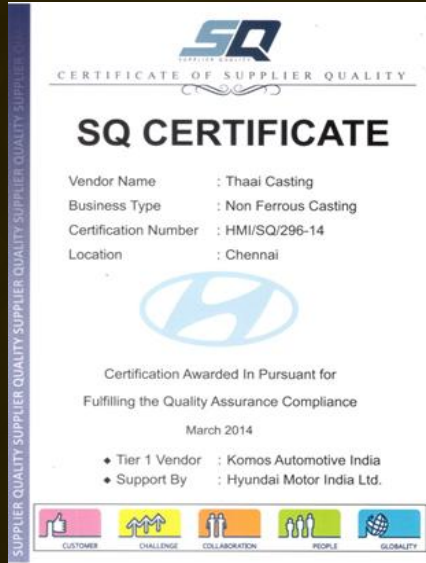 SQ
SUPPLIER QUALITY
CERTIFICATE OF SUPPLIER QUALITY
SQ CERTIFICATE
Vendor Name : Thaai Casting
Business Type : Non Ferrous Casting
Certification Number : HMI/SQ/296-14
Location : Chennai
Certification Awarded In Pursuant for
Fulfilling the Quality Assurance Compliance
March 2014
◆ Tier 1 Vendor : Komos Automotive India
◆ Support By : Hyundai Motor India Ltd.
CUSTOMER
CHALLENGE
COLLABORATION
PEOPLE
GLOBALITY
SUPPLIER QUALITY SUPPLIER QUALITY SUPPLIER QUALITY SUPPLIER QUALITY SUPPLIER QUALITY